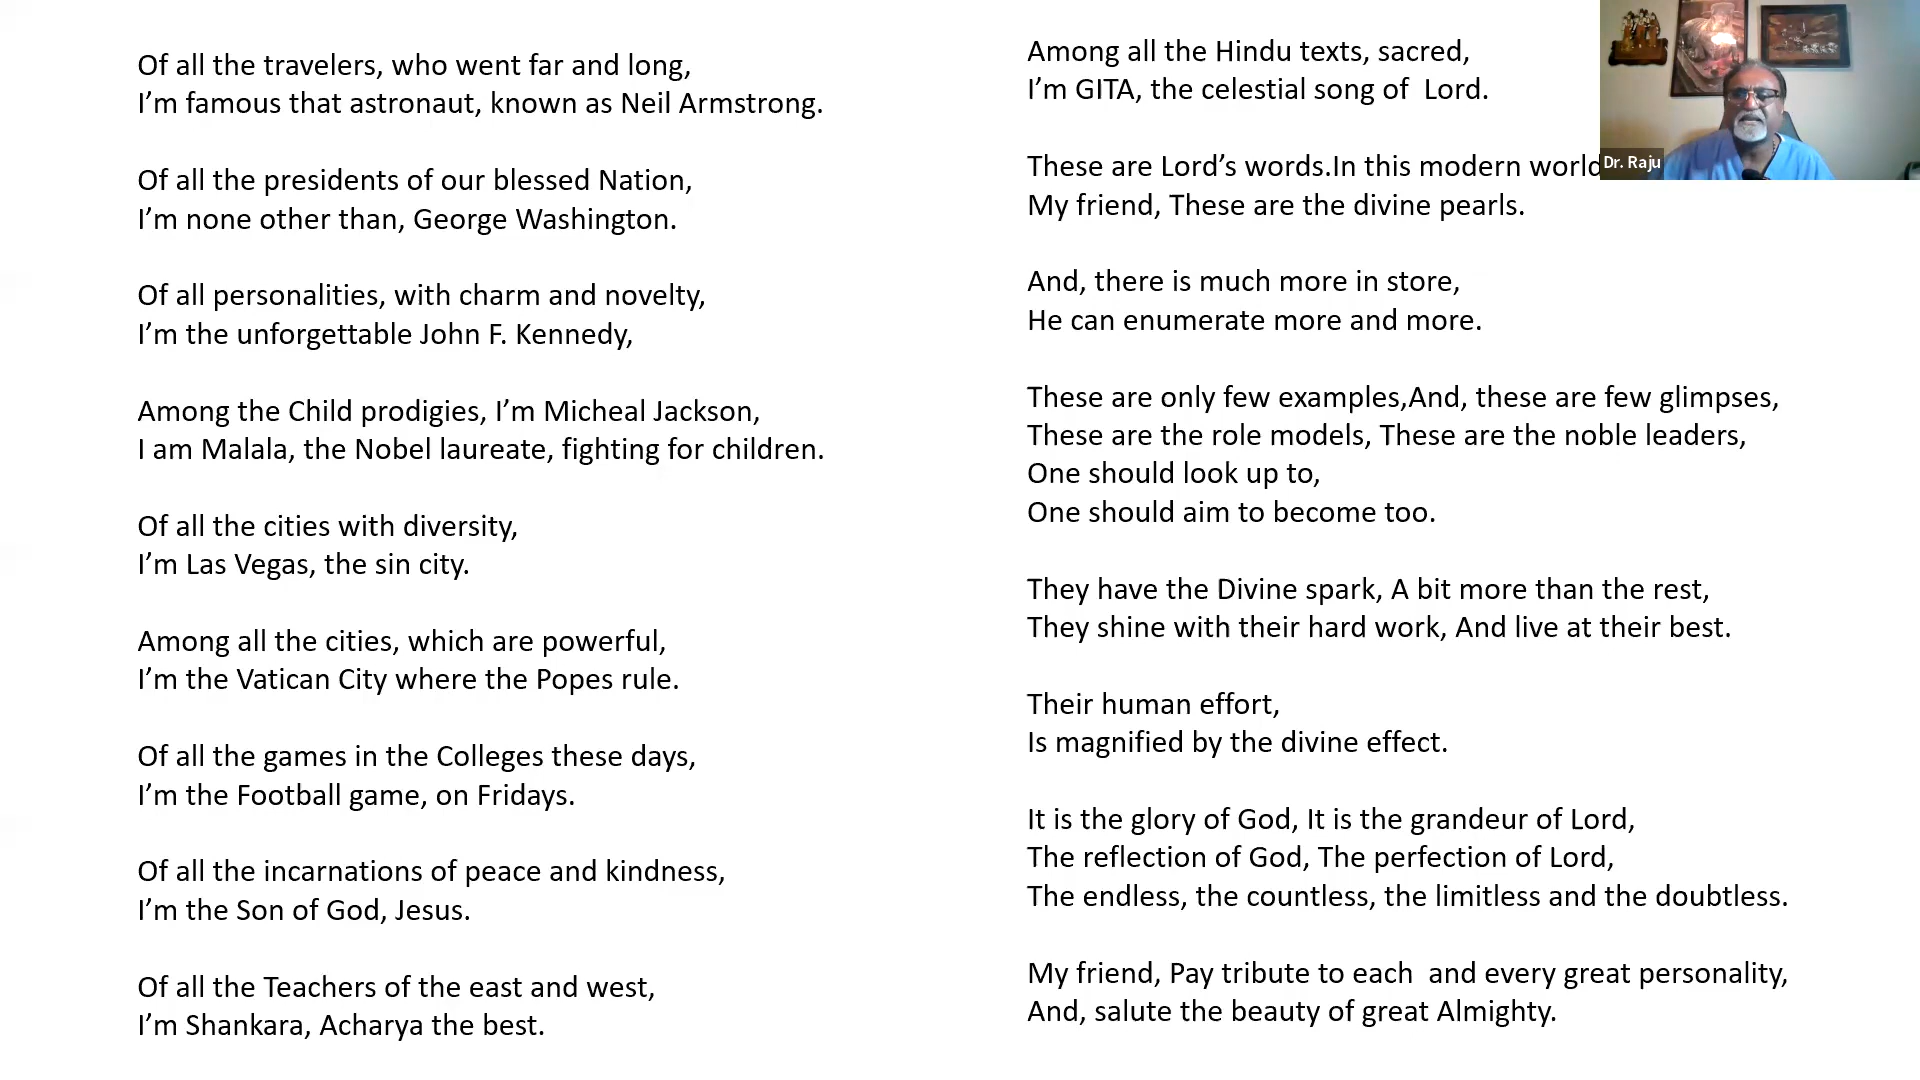 Of all the travelers, who went far and long,
I’m famous that astronaut, known as Neil Armstrong.
Of all the presidents of our blessed Nation,
I’m none other than, George Washington.
Of all personalities, with charm and novelty,
I’m the unforgettable John F. Kennedy,
Among the Child prodigies, I’m Micheal Jackson,
I am Malala, the Nobel laureate, fighting for children.
Of all the cities with diversity,
I’m Las Vegas, the sin city.
Among all the cities, which are powerful,
I’m the Vatican City where the Popes rule.
Of all the games in the Colleges these days,
I’m the Football game, on Fridays.
Of all the incarnations of peace and kindness,
I’m the Son of God, Jesus.
Of all the Teachers of the east and west,
I’m Shankara, Acharya the best.
Among all the Hindu texts, sacred,
I’m GITA, the celestial song of  Lord.
These are Lord’s words.In this modern world
My friend, These are the divine pearls.
And, there is much more in store,
He can enumerate more and more.
These are only few examples,And, these are few glimpses,
These are the role models, These are the noble leaders,
One should look up to,
One should aim to become too.
They have the Divine spark, A bit more than the rest,
They shine with their hard work, And live at their best.
Their human effort,
Is magnified by the divine effect.
It is the glory of God, It is the grandeur of Lord,
The reflection of God, The perfection of Lord,
The endless, the countless, the limitless and the doubtless.
My friend, Pay tribute to each  and every great personality,
And, salute the beauty of great Almighty.
Dr. Raju